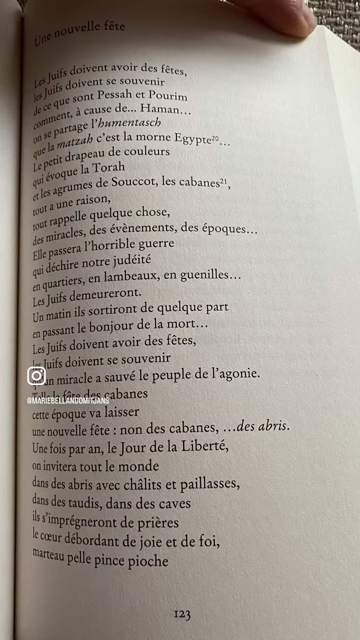 Une nouvelle fête
Les Juifs doivent avoir des fêtes,
les Juifs doivent se souvenir
de ce que sont Pessah et Pourim
comment, à cause de... Haman...
on se partage l'humentasch
que la matzah c'est la morne Egypte²⁰...
Le petit drapeau de couleurs
qui évoque la Torah
et les agrumes de Souccot, les cabanes²¹,
tout a une raison,
tout rappelle quelque chose,
des miracles, des évènements, des époques...
Elle passera l'horrible guerre
qui déchire notre judéité
en quartiers, en lambeaux, en guenilles...
Les Juifs demeureront.
Un matin ils sortiront de quelque part
en passant le bonjour de la mort...
Les Juifs doivent avoir des fêtes,
les Juifs doivent se souvenir
qu'un miracle a sauvé le peuple de l'agonie.
Telle la fête des cabanes
@MARIEBELLANDOMITJANS
cette époque va laisser
une nouvelle fête : non des cabanes, ...des abris.
Une fois par an, le Jour de la Liberté,
on invitera tout le monde
dans des abris avec châlits et paillasses,
dans des taudis, dans des caves
ils s'imprégneront de prières
le cœur débordant de joie et de foi,
marteau pelle pince pioche
123